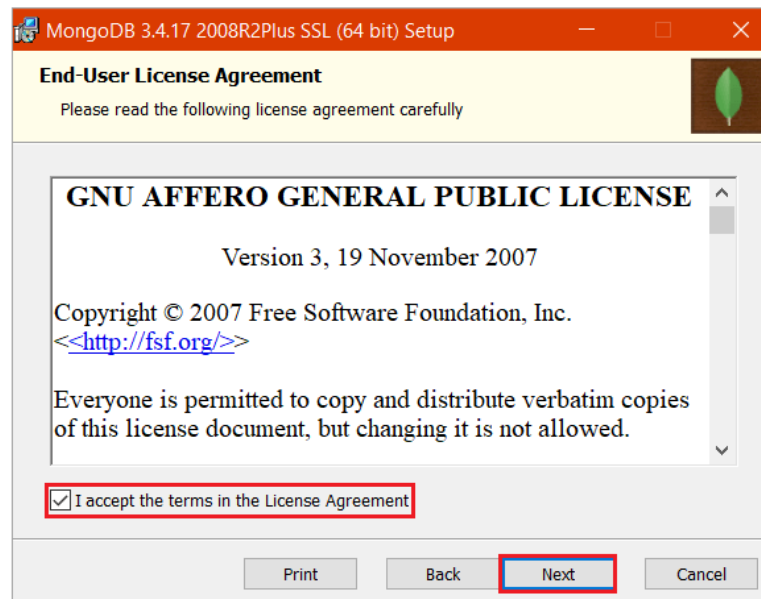 MongoDB 3.4.17 2008R2Plus SSL (64 bit) Setup
End-User License Agreement
Please read the following license agreement carefully
GNU AFFERO GENERAL PUBLIC LICENSE
Version 3, 19 November 2007
Copyright © 2007 Free Software Foundation, Inc.
<<http://fsf.org/>>
Everyone is permitted to copy and distribute verbatim copies
of this license document, but changing it is not allowed.
I accept the terms in the License Agreement
Print Back Next Cancel